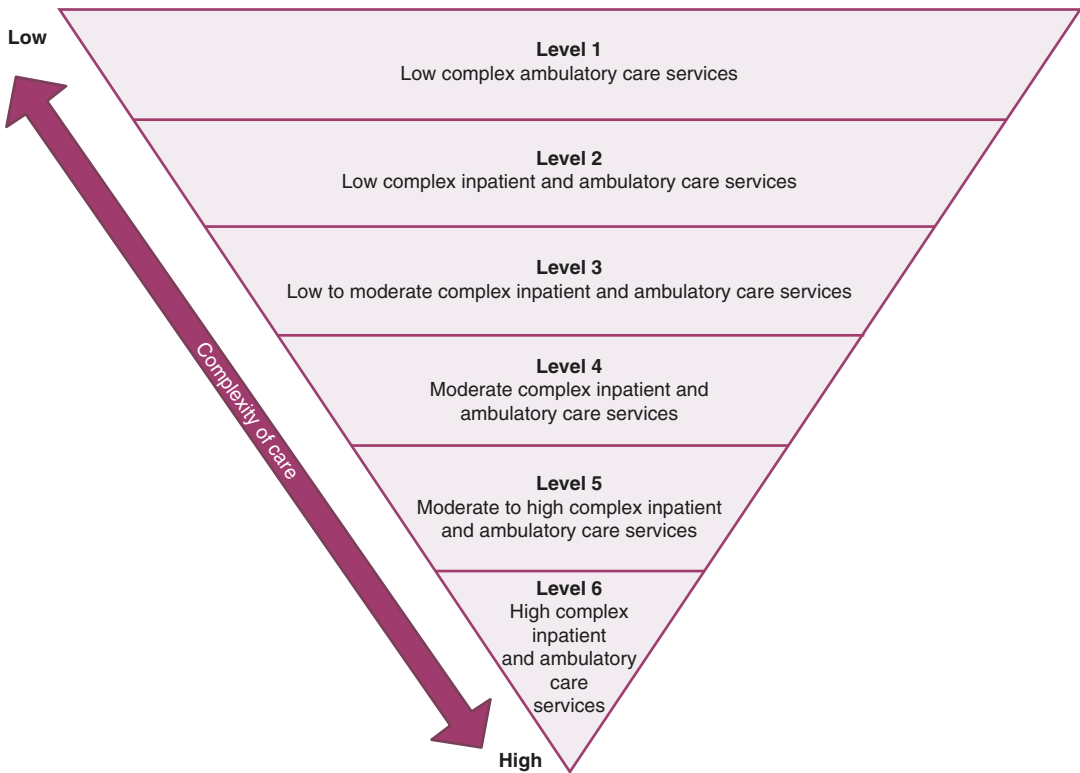 Low
Level 1
Low complex ambulatory care services
Level 2
Low complex inpatient and ambulatory care services
Level 3
Low to moderate complex inpatient and ambulatory care services
Complexity of care
Level 4
Moderate complex inpatient and
ambulatory care services
Level 5
Moderate to high complex inpatient
and ambulatory care services
Level 6
High complex
inpatient
and ambulatory
care
services
High